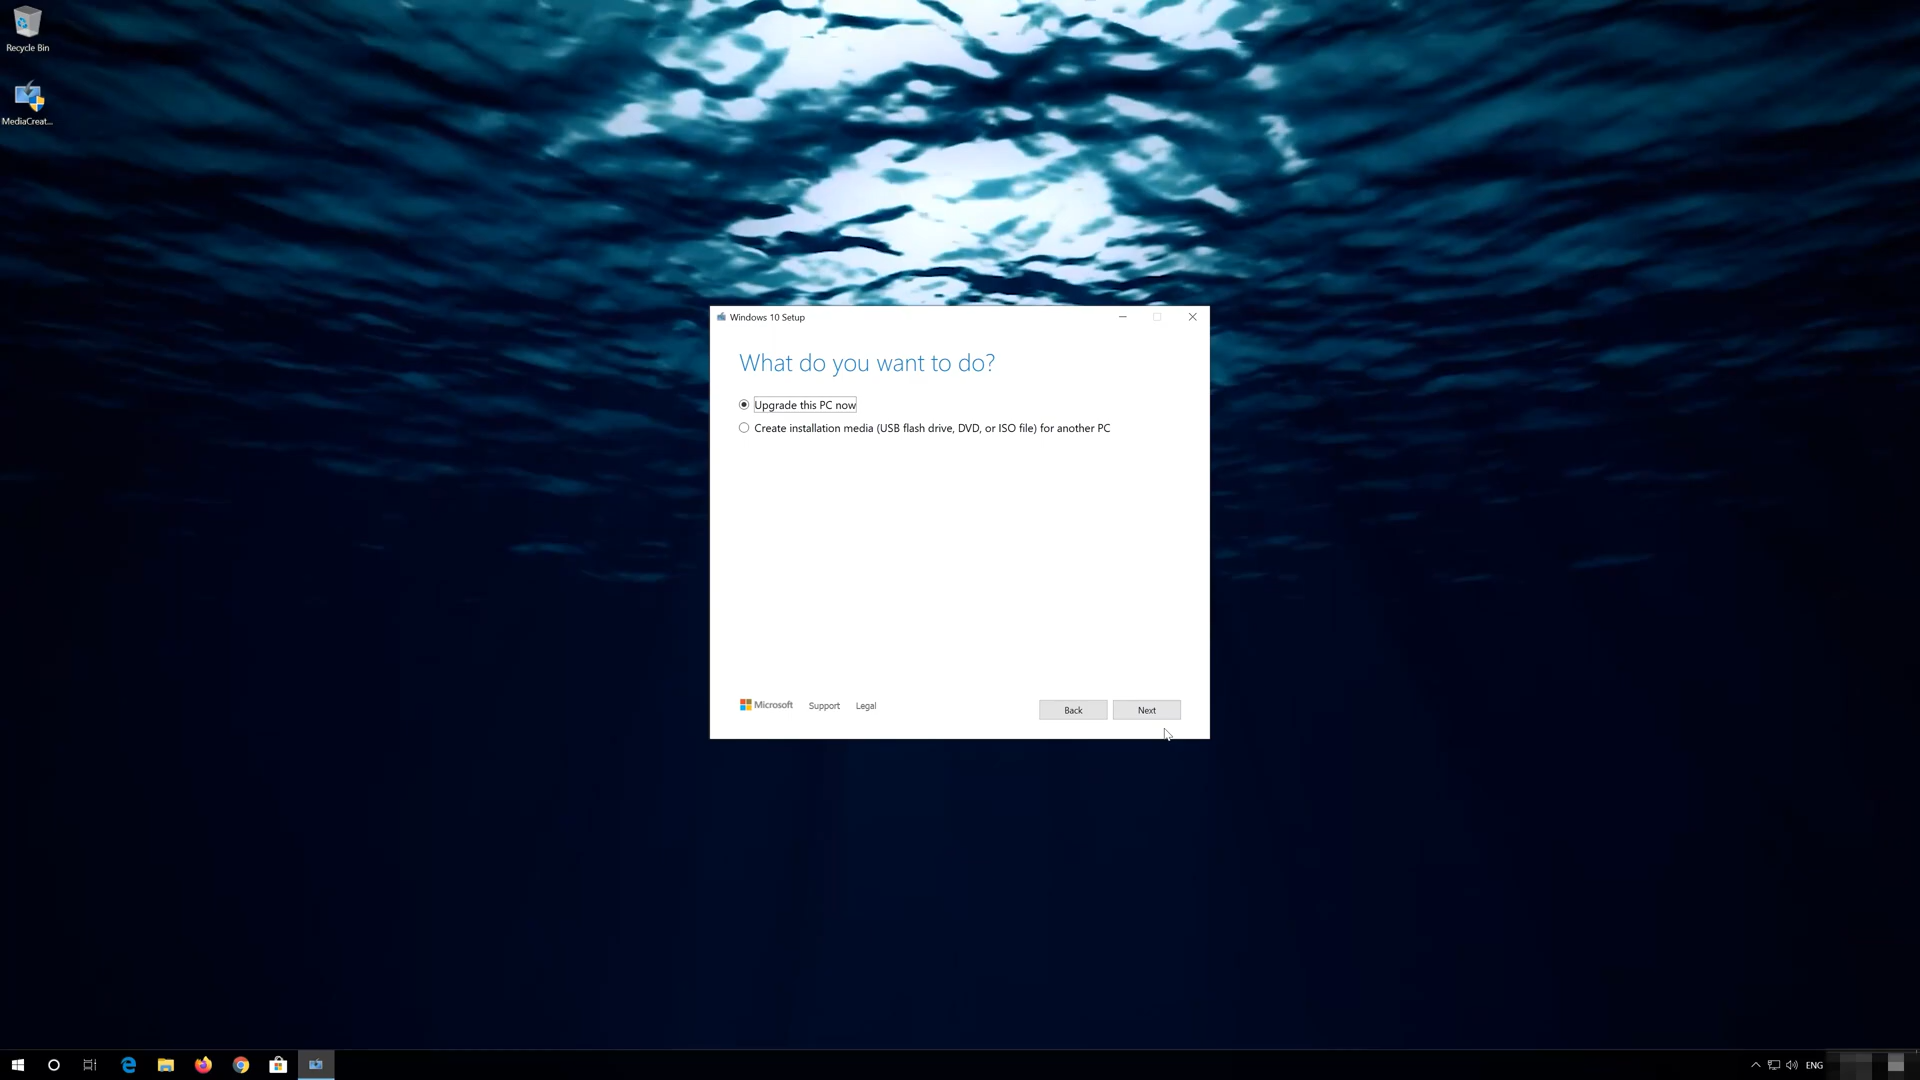 Recycle Bin
MediaCreat...
Windows 10 Setup
What do you want to do?
Upgrade this PC now
Create installation media (USB flash drive, DVD, or ISO file) for another PC
Microsoft Support Legal
Back Next
ENG